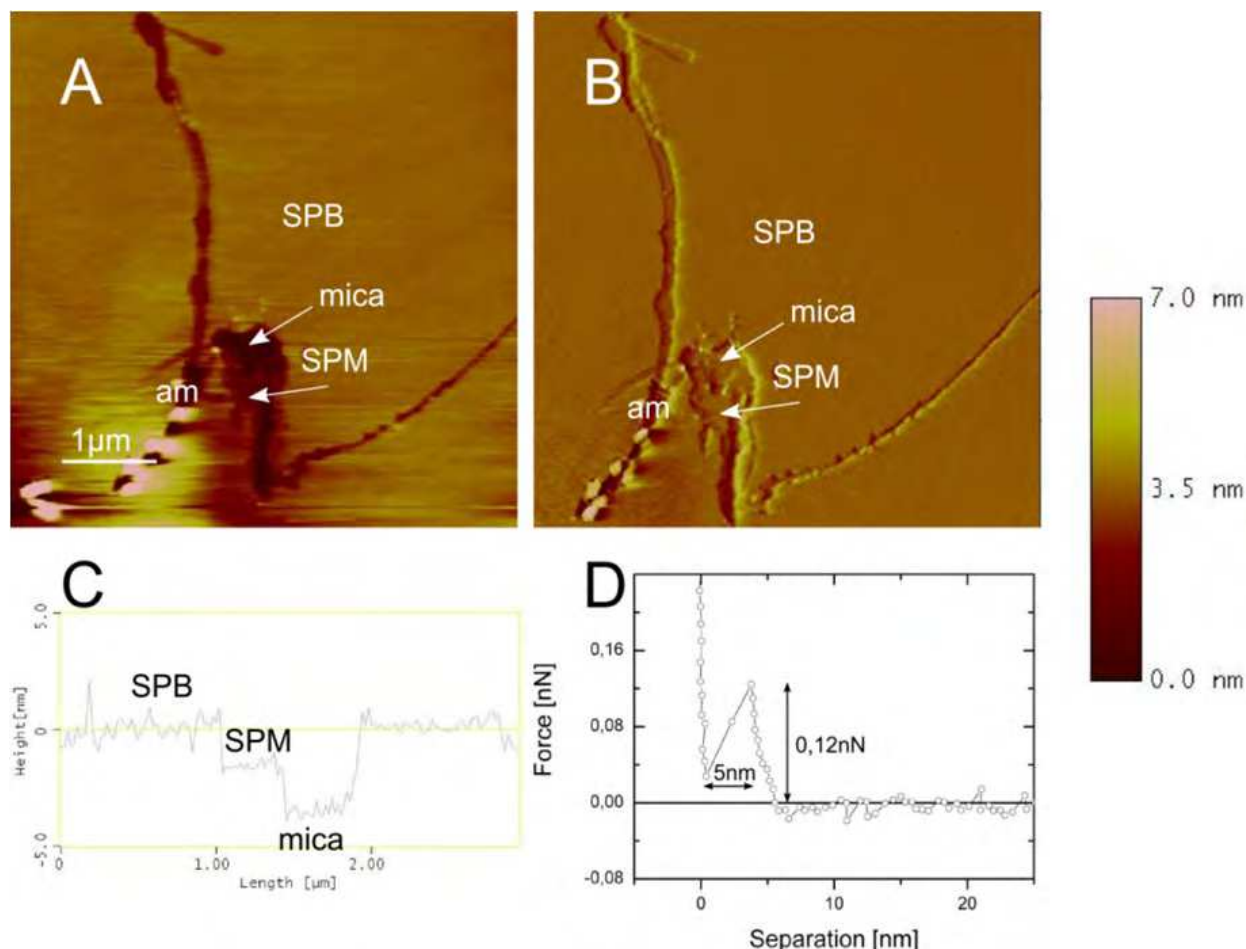 A
SPB
mica
SPM
am
1µm
B
SPB
mica
SPM
am
7.0 nm
3.5 nm
0.0 nm
C
Height[nm]
5.0
0
-5.0
SPB
SPM
mica
0
1.00
2.00
Length [µm]
D
Force [nN]
0,16
0,08
0,00
-0,08
5nm
0,12nN
0
10
20
Separation [nm]